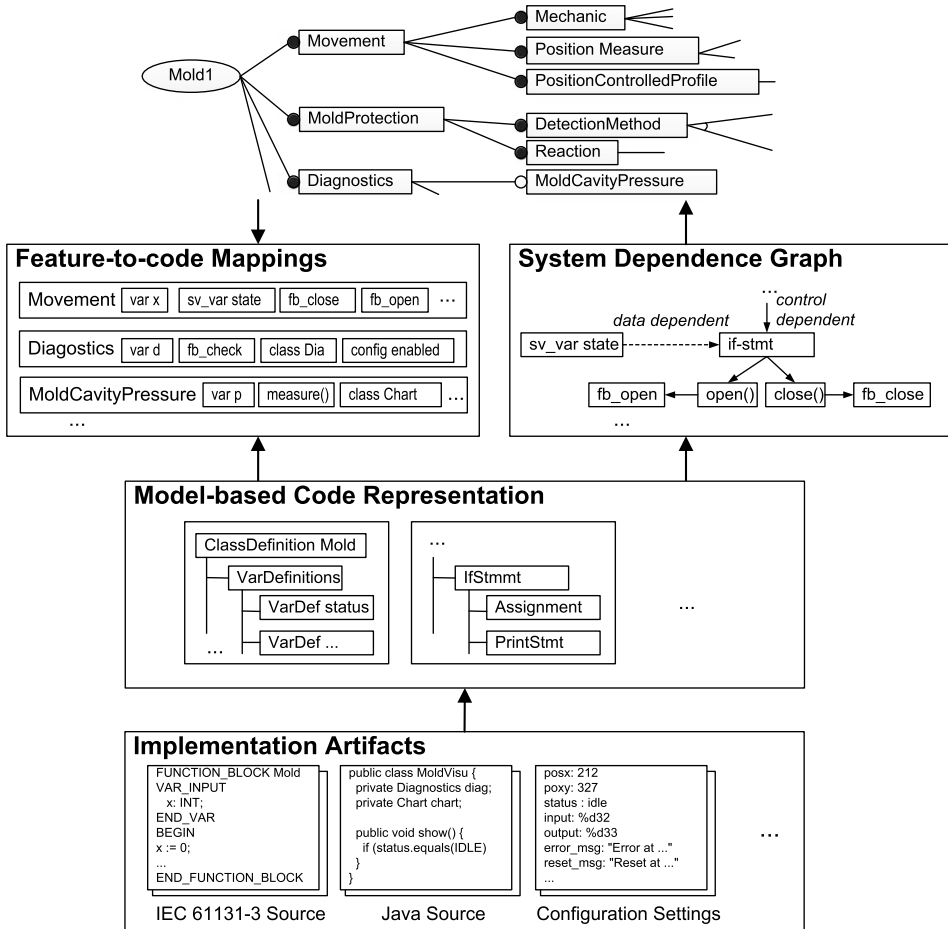 Mold1
Movement
Mechanic
Position Measure
PositionControlledProfile
MoldProtection
DetectionMethod
Reaction
Diagnostics
MoldCavityPressure
Feature-to-code Mappings
Movement var x sv_var state fb_close fb_open ...
Diagostics var d fb_check class Dia config enabled
MoldCavityPressure var p measure() class Chart ...
...
System Dependence Graph
...
control
dependent
data dependent
sv_var state if-stmt
fb_open open() close() fb_close
...
Model-based Code Representation
ClassDefinition Mold
VarDefinitions
VarDef status
VarDef ...
...
...
IfStmmt
Assignment
PrintStmt
...
Implementation Artifacts
FUNCTION_BLOCK Mold
VAR_INPUT
x: INT;
END_VAR
BEGIN
x := 0;
...
END_FUNCTION_BLOCK
IEC 61131-3 Source
public class MoldVisu {
private Diagnostics diag;
private Chart chart;
public void show() {
if (status.equals(IDLE)
}
}
Java Source
posx: 212
poxy: 327
status : idle
input: %d32
output: %d33
error_msg: "Error at ..."
reset_msg: "Reset at ..."
...
Configuration Settings
...